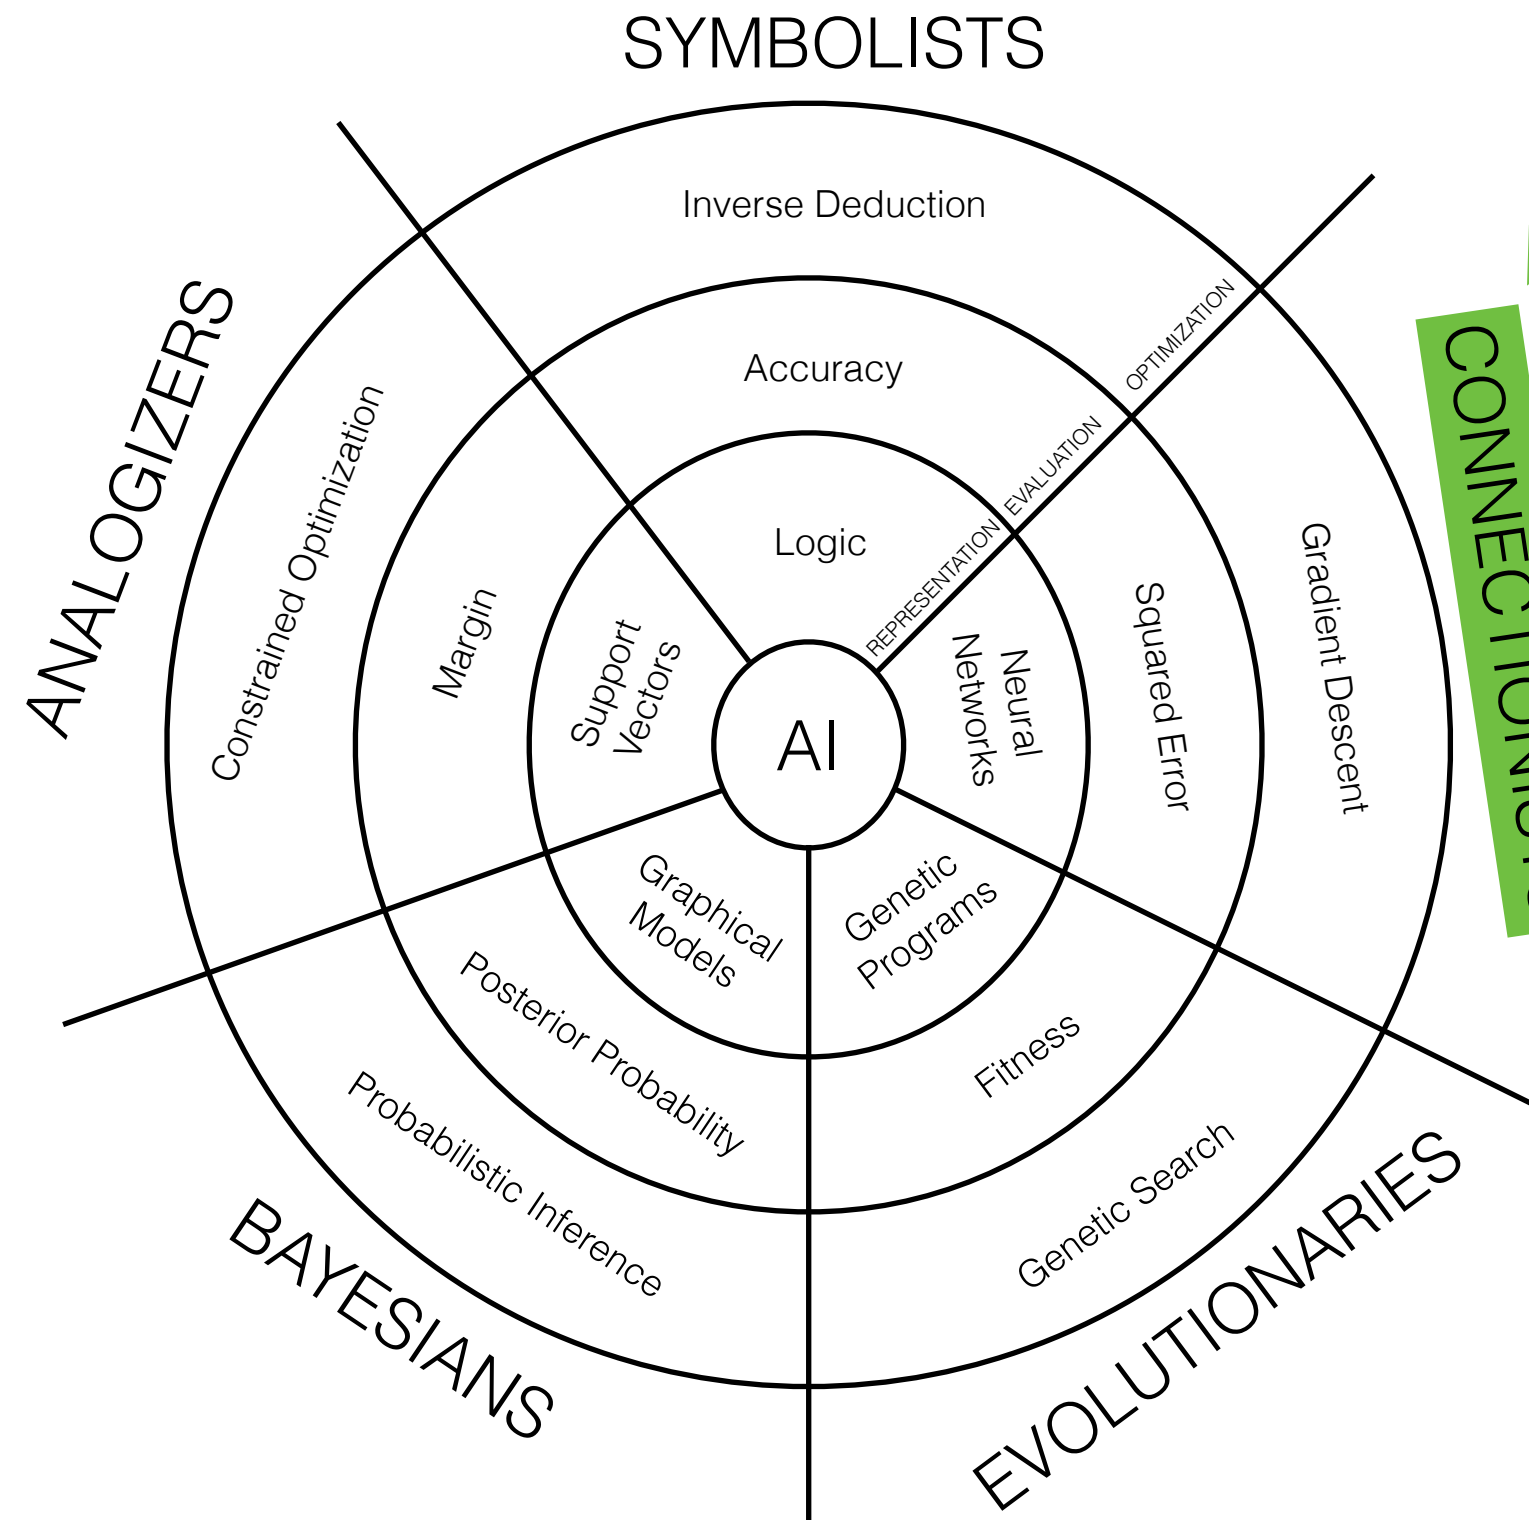 SYMBOLISTS
Inverse Deduction
Accuracy
Logic
OPTIMIZATION
EVALUATION
REPRESENTATION
CONNECTIONISTS
Gradient Descent
Squared Error
Neural
Networks
ANALOGIZERS
Constrained Optimization
Margin
Support
Vectors
AI
Graphical
Models
Posterior Probability
Probabilistic Inference
BAYESIANS
Genetic
Programs
Fitness
Genetic Search
EVOLUTIONARIES